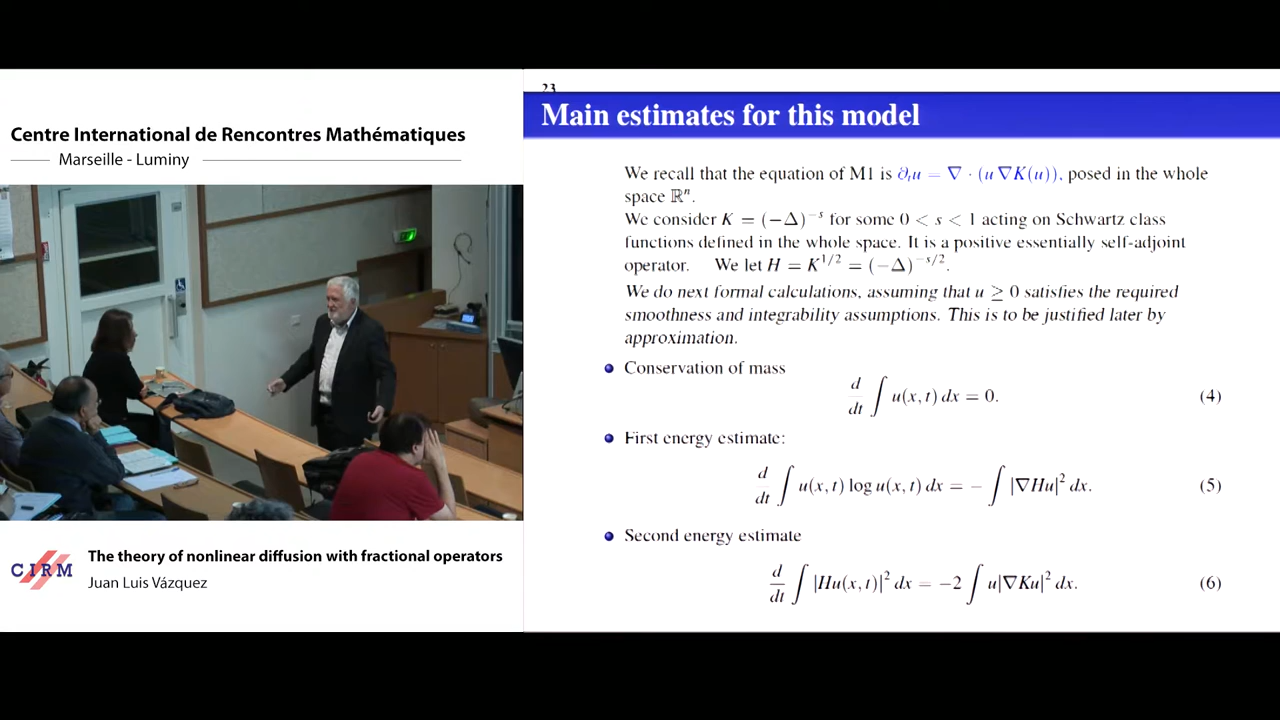 Centre International de Rencontres Mathématiques
Marseille - Luminy
CIRM
The theory of nonlinear diffusion with fractional operators
Juan Luis Vázquez
23
Main estimates for this model
We recall that the equation of M1 is ∂ₜu = ∇ · (u ∇K(u)), posed in the whole
space ℝⁿ.
We consider K = (−Δ)⁻ˢ for some 0 < s < 1 acting on Schwartz class
functions defined in the whole space. It is a positive essentially self-adjoint
operator. We let H = K^{1/2} = (−Δ)^{−s/2}.
We do next formal calculations, assuming that u ≥ 0 satisfies the required
smoothness and integrability assumptions. This is to be justified later by
approximation.
Conservation of mass
d/dt ∫ u(x, t) dx = 0. (4)
First energy estimate:
d/dt ∫ u(x, t) log u(x, t) dx = − ∫ |∇Hu|² dx. (5)
Second energy estimate
d/dt ∫ |Hu(x, t)|² dx = −2 ∫ u|∇Ku|² dx. (6)